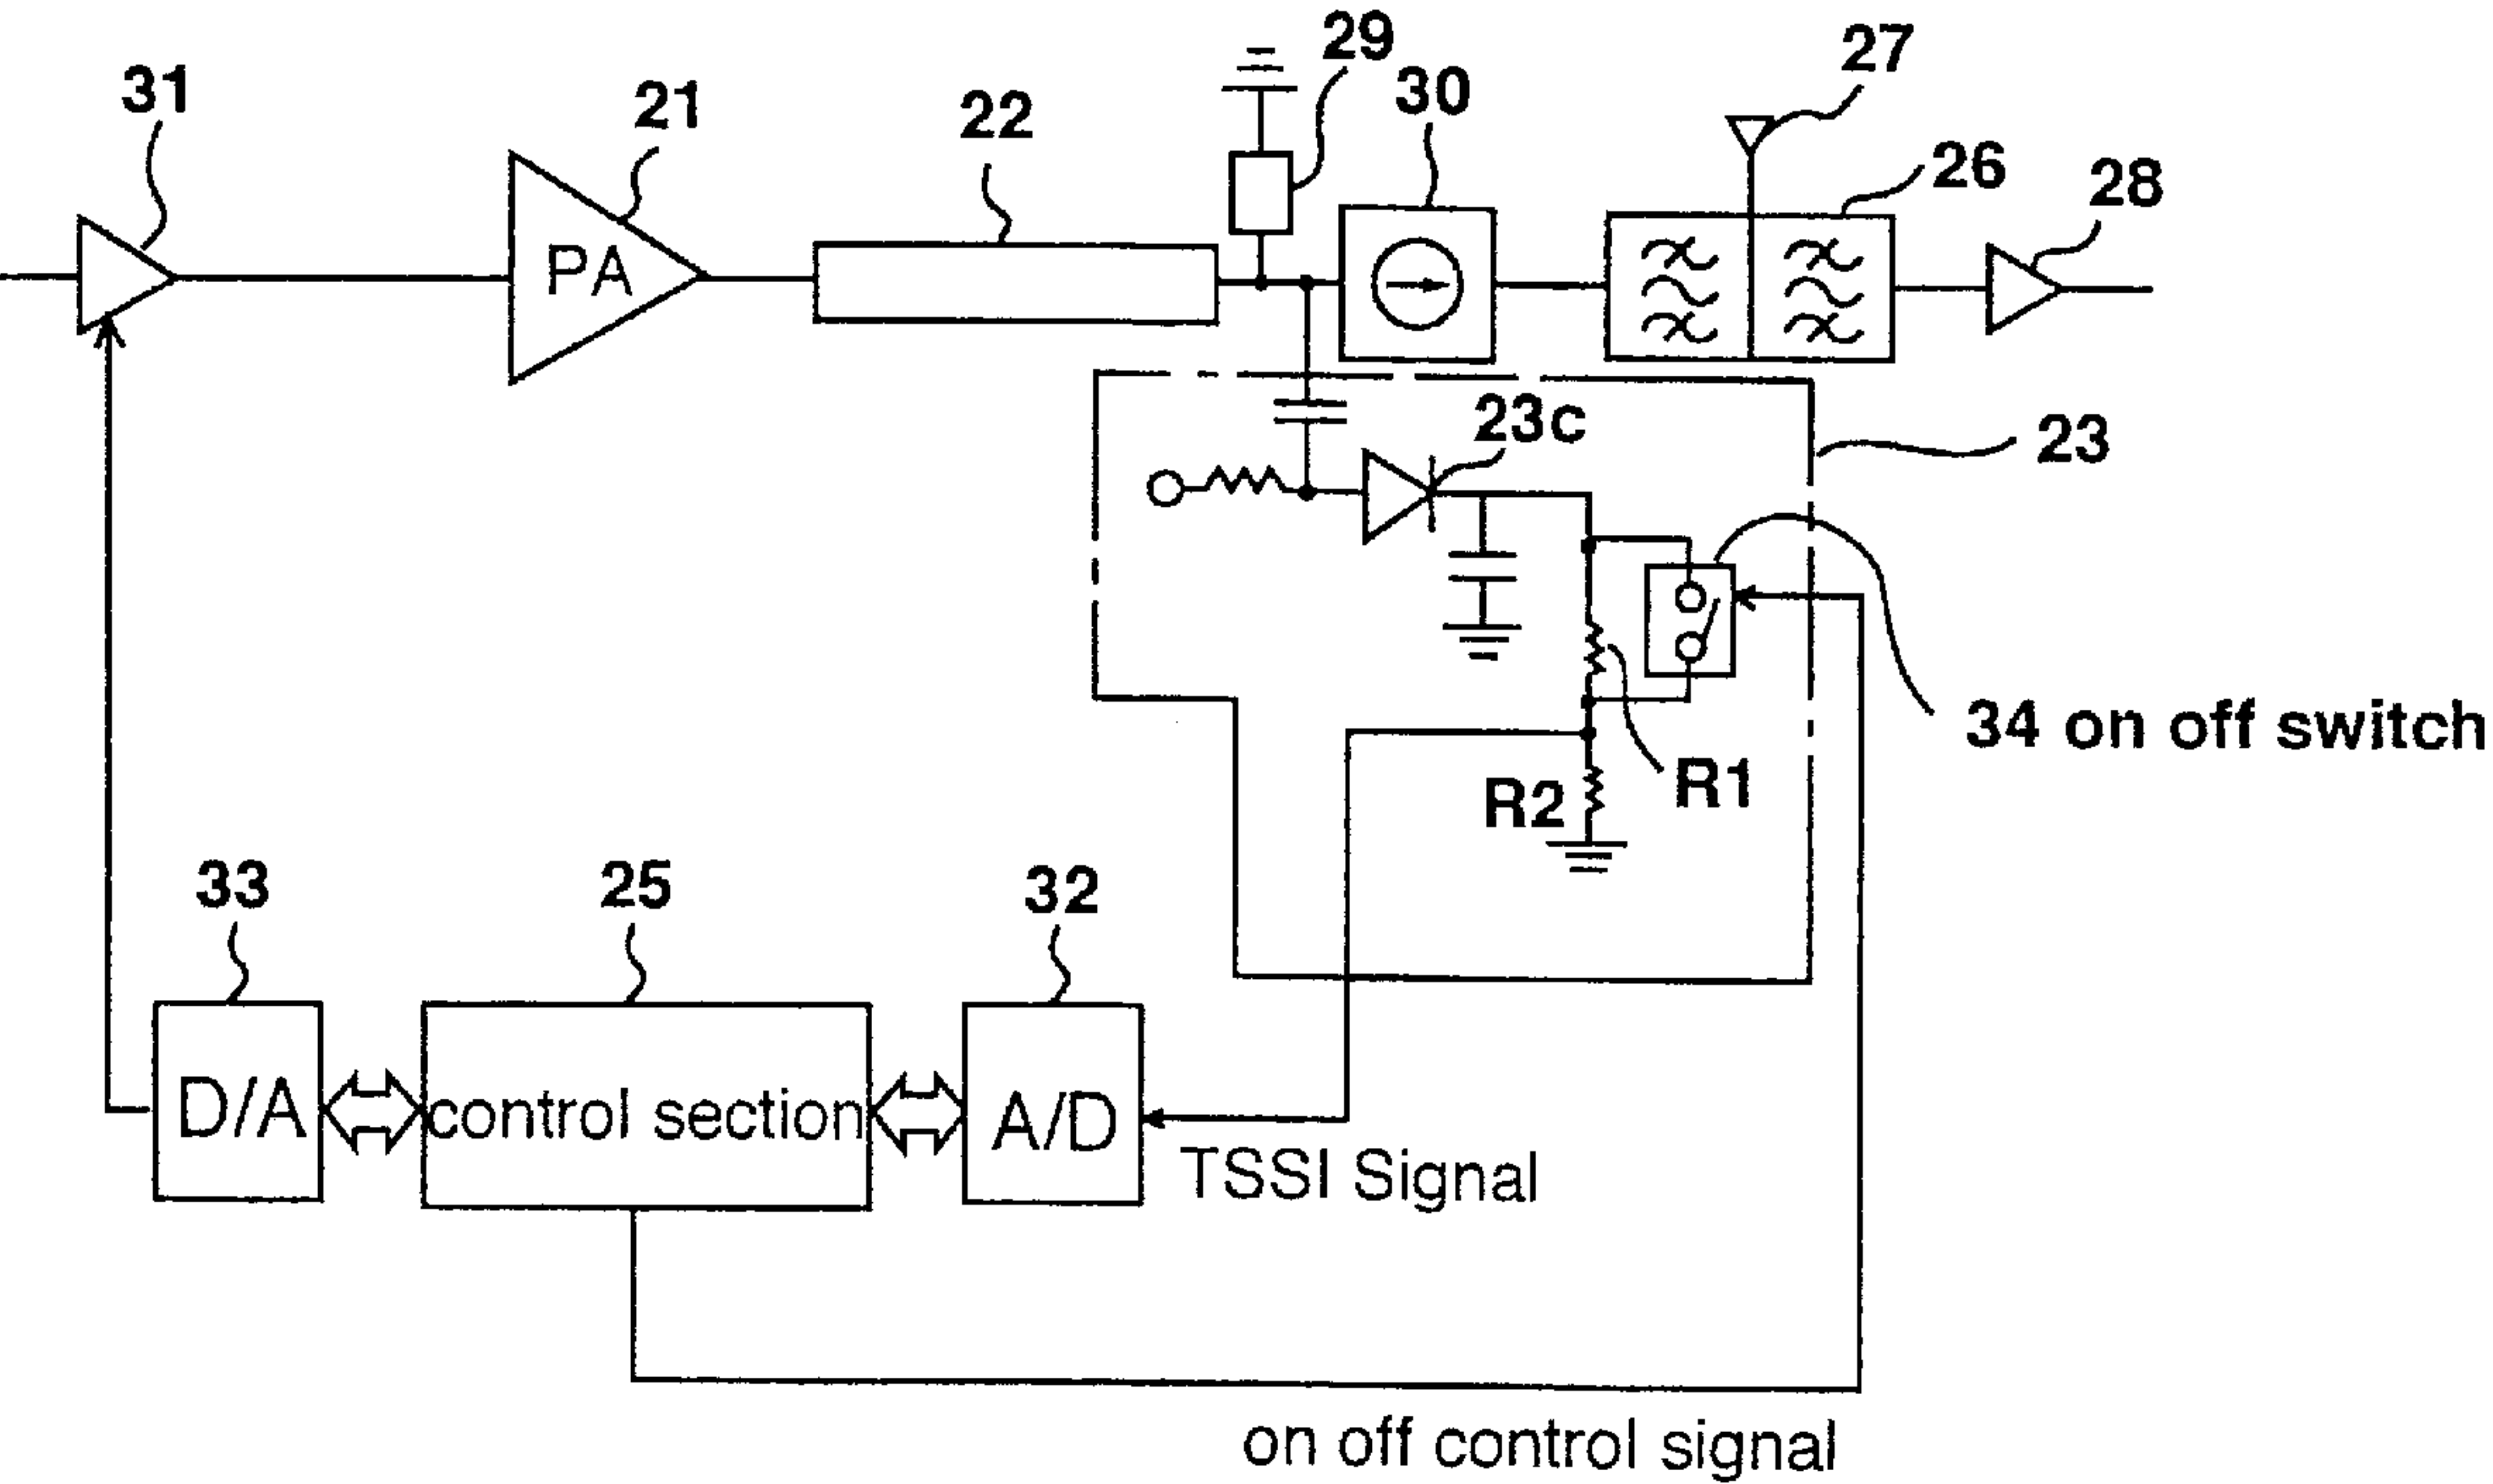 29
27
31
21
22
30
26
28
PA
23c
23
34 on off switch
R1
R2
33
25
32
D/A
control section
A/D
TSSI Signal
on off control signal